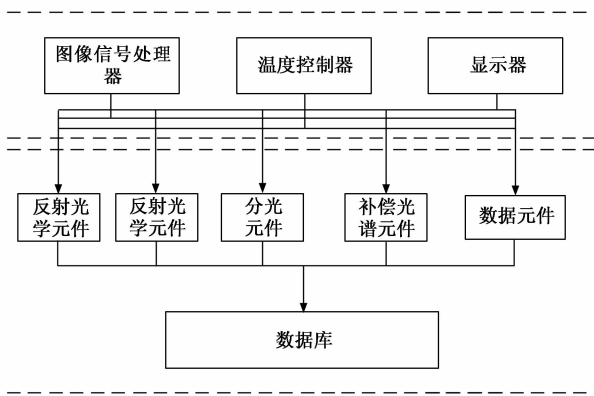 图像信号处理
器
温度控制器
显示器
反射光
学元件
反射光
学元件
分光
元件
补偿光
谱元件
数据元件
数据库